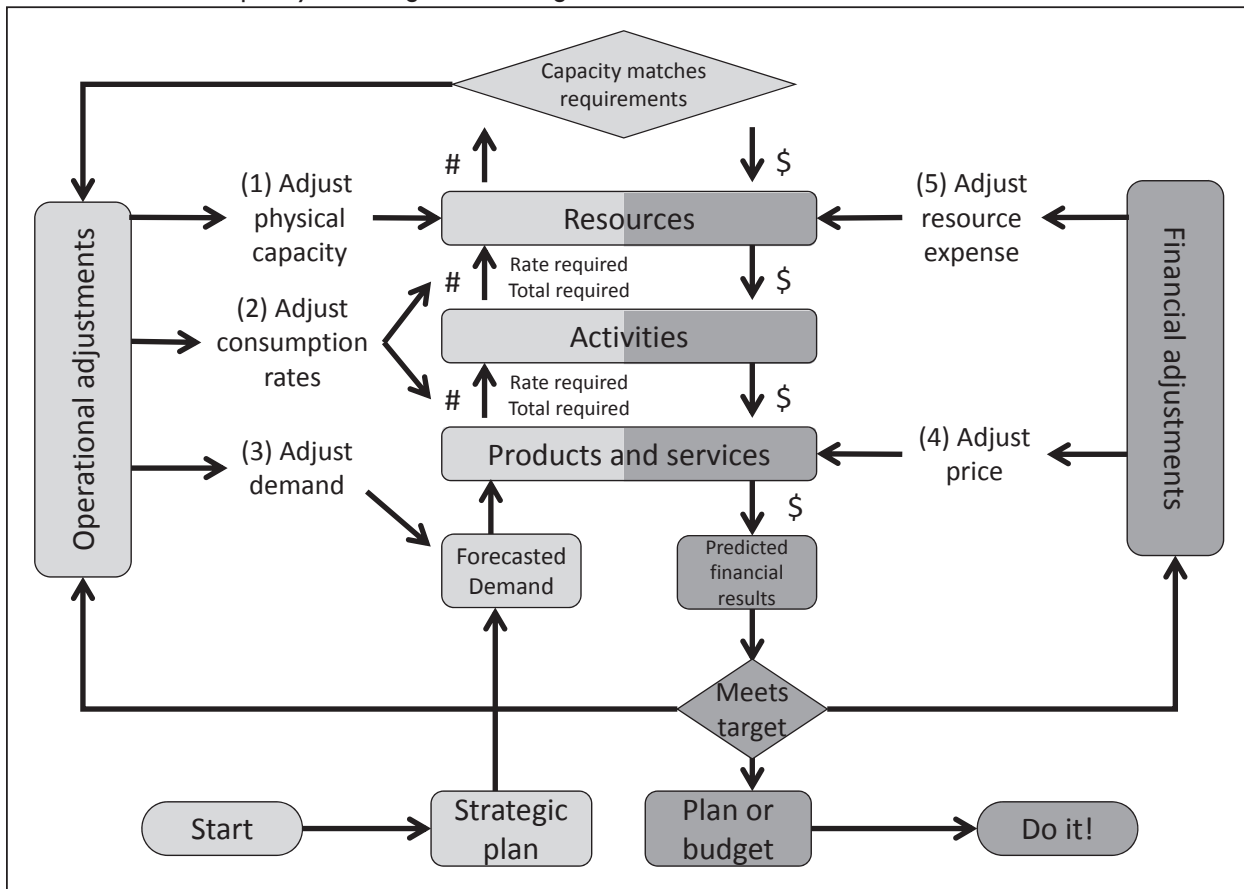 Capacity matches
requirements
#
$
(1) Adjust
physical
capacity
Resources
(5) Adjust
resource
expense
Operational adjustments
Financial adjustments
#
Rate required
Total required
$
(2) Adjust
consumption
rates
Activities
#
Rate required
Total required
$
(3) Adjust
demand
Products and services
(4) Adjust
price
$
Forecasted
Demand
Predicted
financial
results
Meets
target
Start
Strategic
plan
Plan or
budget
Do it!